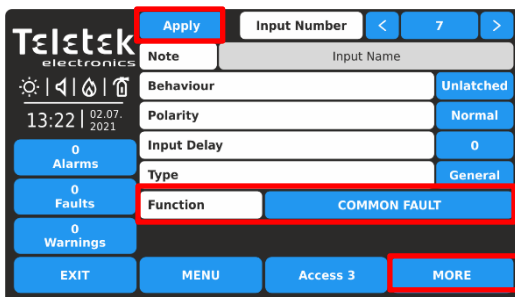 Teletek
electronics
13:22 02.07.
2021
0
Alarms
0
Faults
0
Warnings
EXIT
Apply
Input Number < 7 >
Note Input Name
Behaviour Unlatched
Polarity Normal
Input Delay 0
Type General
Function COMMON FAULT
MENU Access 3 MORE